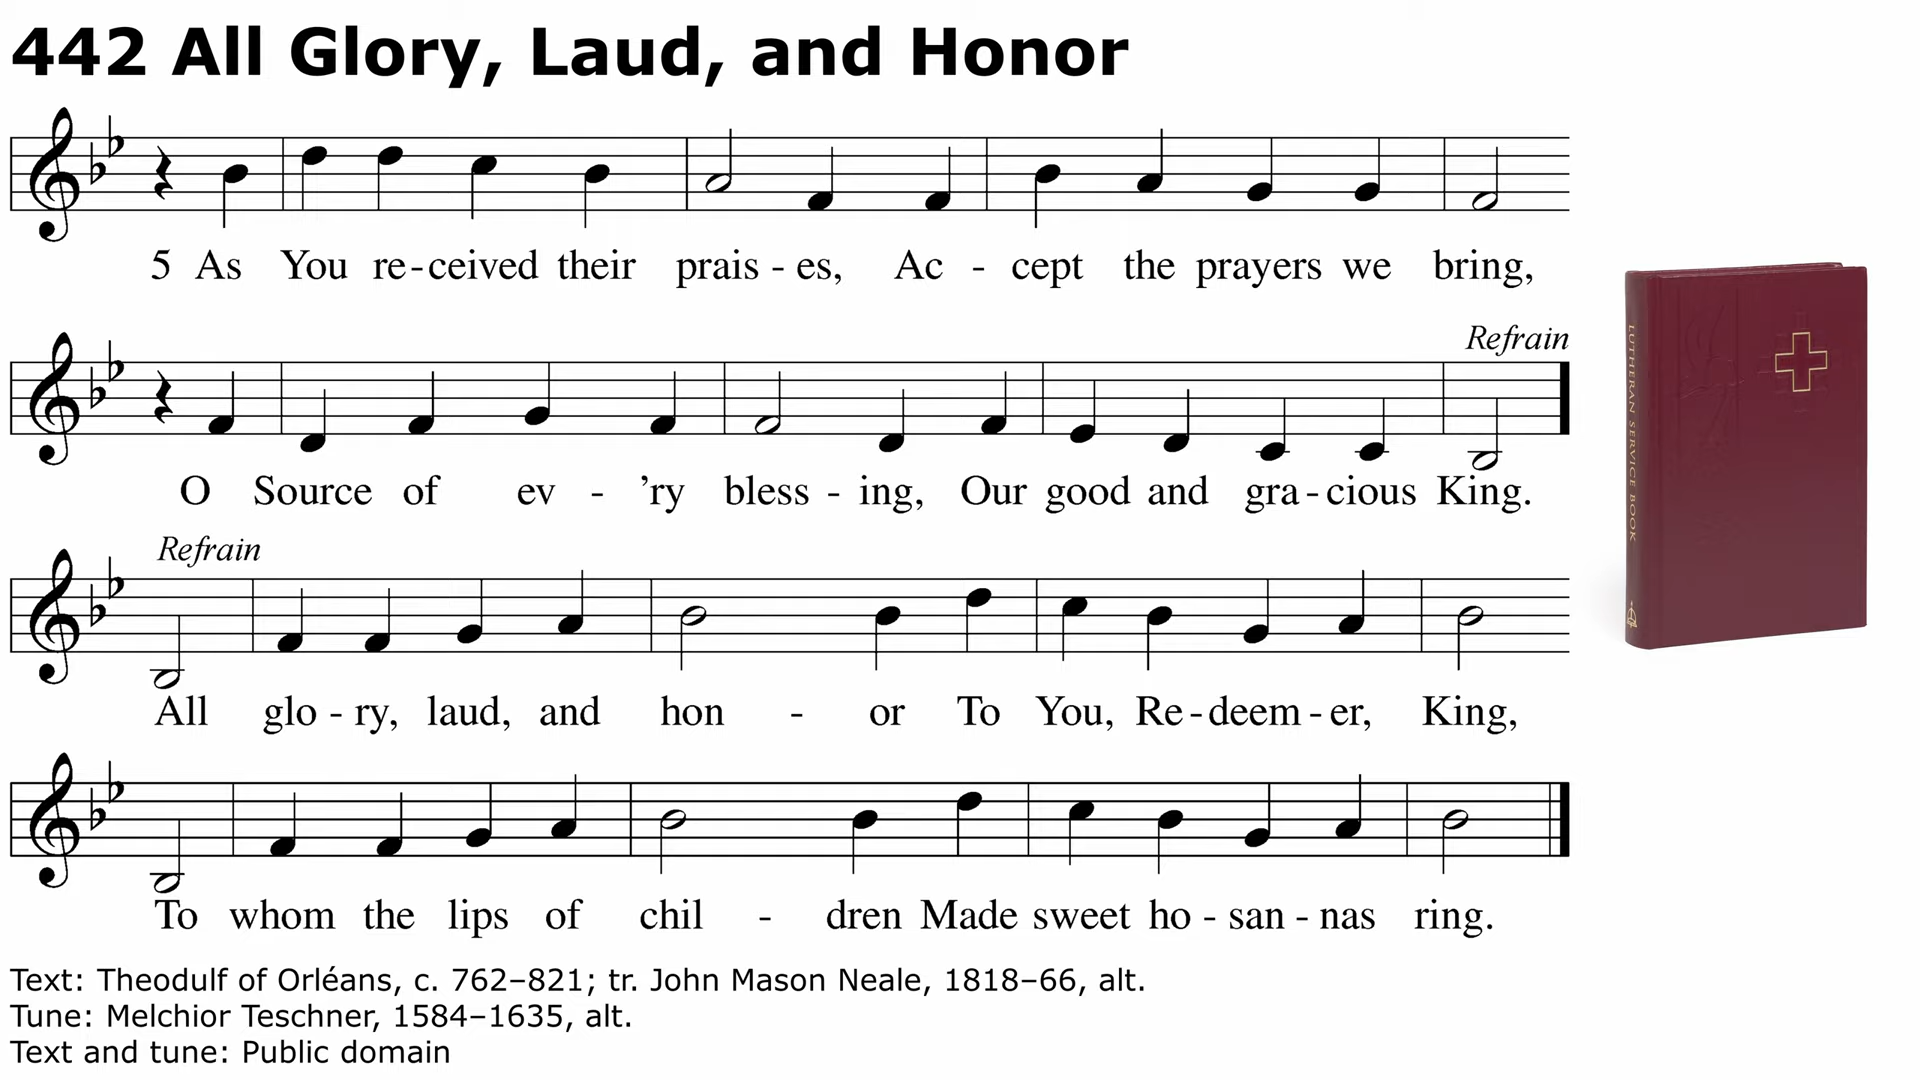 442 All Glory, Laud, and Honor
5 As You re-ceived their prais - es, Ac - cept the prayers we bring,
Refrain
O Source of ev - 'ry bless - ing, Our good and gra-cious King.
Refrain
All glo - ry, laud, and hon - or To You, Re-deem-er, King,
To whom the lips of chil - dren Made sweet ho - san - nas ring.
LUTHERAN SERVICE BOOK
Text: Theodulf of Orléans, c. 762–821; tr. John Mason Neale, 1818–66, alt.
Tune: Melchior Teschner, 1584–1635, alt.
Text and tune: Public domain